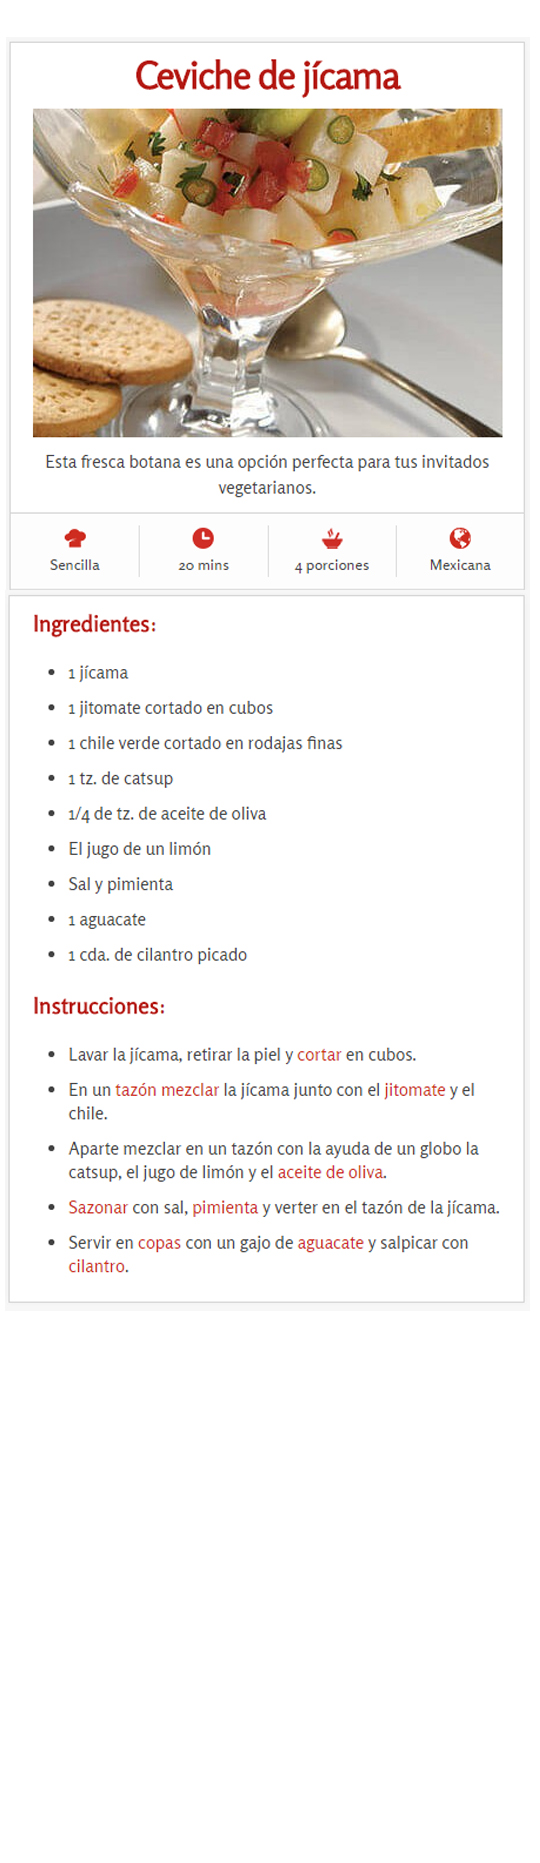 Ceviche de jícama
Esta fresca botana es una opción perfecta para tus invitados
vegetarianos.
Sencilla
20 mins
4 porciones
Mexicana
Ingredientes:
• 1 jícama
• 1 jitomate cortado en cubos
• 1 chile verde cortado en rodajas finas
• 1 tz. de catsup
• 1/4 de tz. de aceite de oliva
• El jugo de un limón
• Sal y pimienta
• 1 aguacate
• 1 cda. de cilantro picado
Instrucciones:
• Lavar la jícama, retirar la piel y cortar en cubos.
• En un tazón mezclar la jícama junto con el jitomate y el
chile.
• Aparte mezclar en un tazón con la ayuda de un globo la
catsup, el jugo de limón y el aceite de oliva.
• Sazonar con sal, pimienta y verter en el tazón de la jícama.
• Servir en copas con un gajo de aguacate y salpicar con
cilantro.